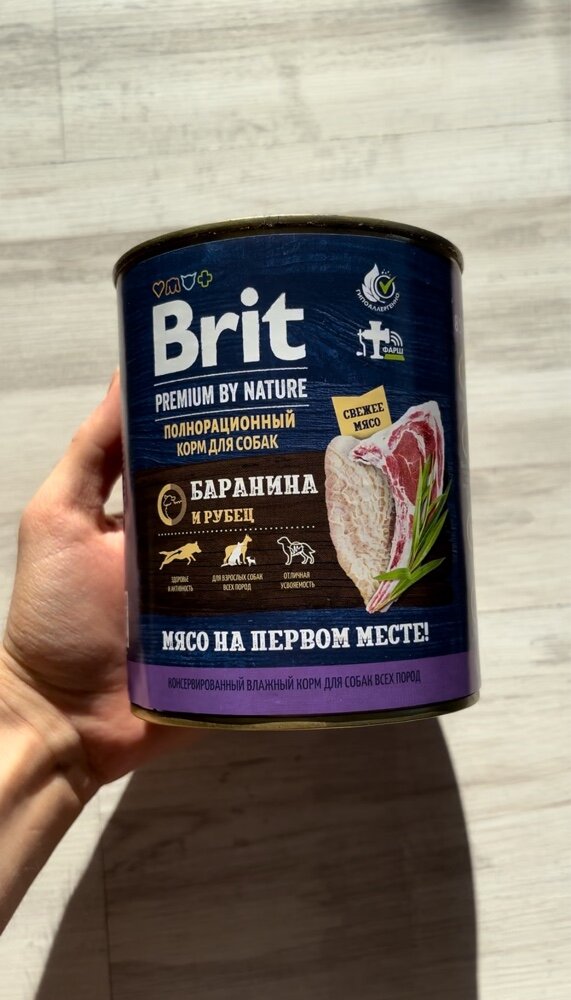 Brit
PREMIUM BY NATURE
ПОЛНОРАЦИОННЫЙ
КОРМ ДЛЯ СОБАК
ГИПОАЛЛЕРГЕННО
ФАРШ
СВЕЖЕЕ
МЯСО
БАРАНИНА
И РУБЕЦ
ЗДОРОВЬЕ
И АКТИВНОСТЬ
ДЛЯ ВЗРОСЛЫХ СОБАК
ВСЕХ ПОРОД
ОТЛИЧНАЯ
УСВОЯЕМОСТЬ
МЯСО НА ПЕРВОМ МЕСТЕ!
КОНСЕРВИРОВАННЫЙ ВЛАЖНЫЙ КОРМ ДЛЯ СОБАК ВСЕХ ПОРОД